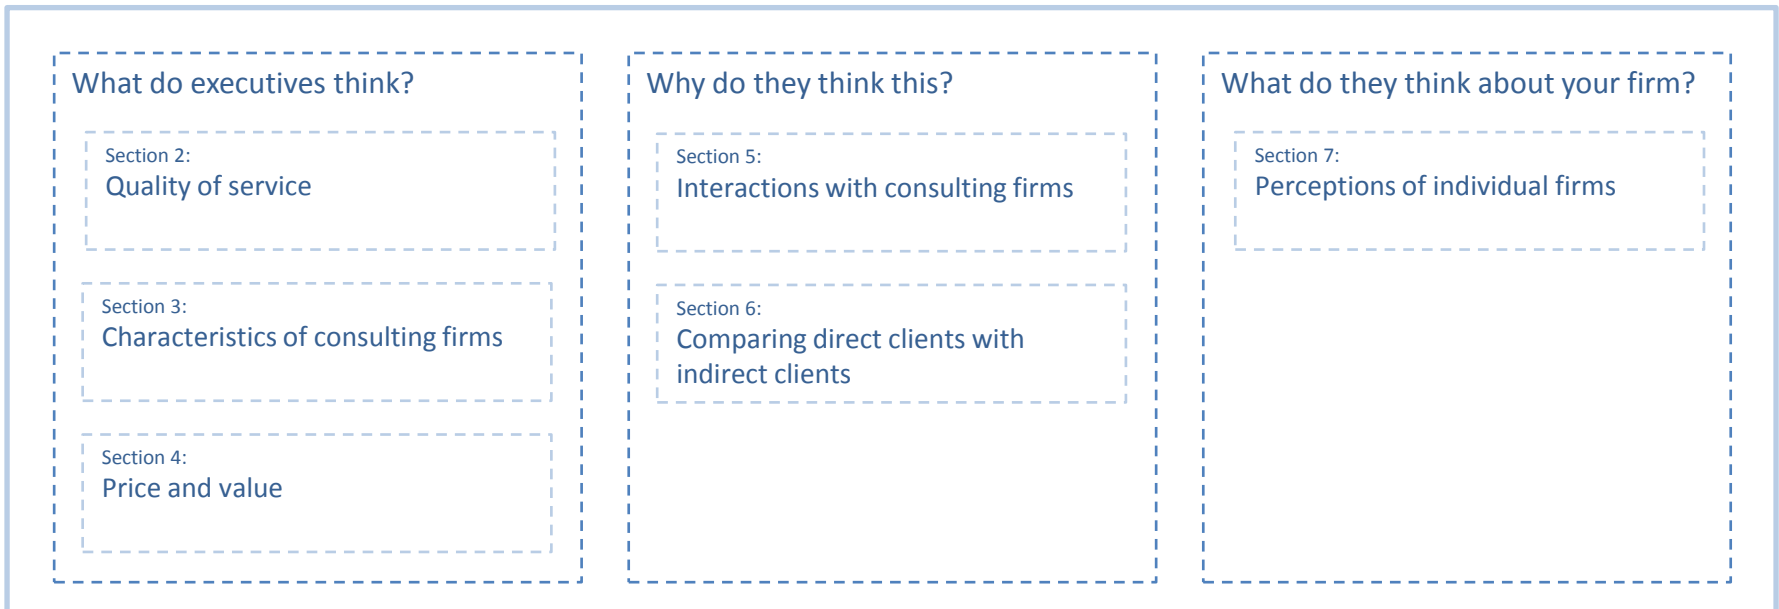 What do executives think?
Section 2:
Quality of service
Section 3:
Characteristics of consulting firms
Section 4:
Price and value
Why do they think this?
Section 5:
Interactions with consulting firms
Section 6:
Comparing direct clients with
indirect clients
What do they think about your firm?
Section 7:
Perceptions of individual firms